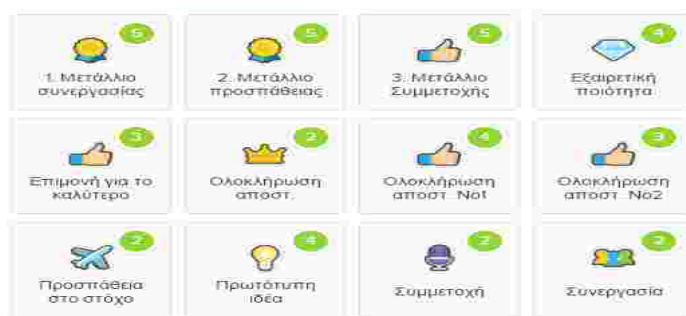 5
5
5
4
1. Μετάλλιο
συνεργασίας
2. Μετάλλιο
προσπάθειας
3. Μετάλλιο
Συμμετοχής
Εξαιρετική
ποιότητα
3
2
4
3
Επιμονή για το
καλύτερο
Ολοκλήρωση
αποστ.
Ολοκλήρωση
αποστ. Νο1
Ολοκλήρωση
αποστ. Νο2
2
4
2
2
Προσπάθεια
στο στόχο
Πρωτότυπη
ιδέα
Συμμετοχή
Συνεργασία